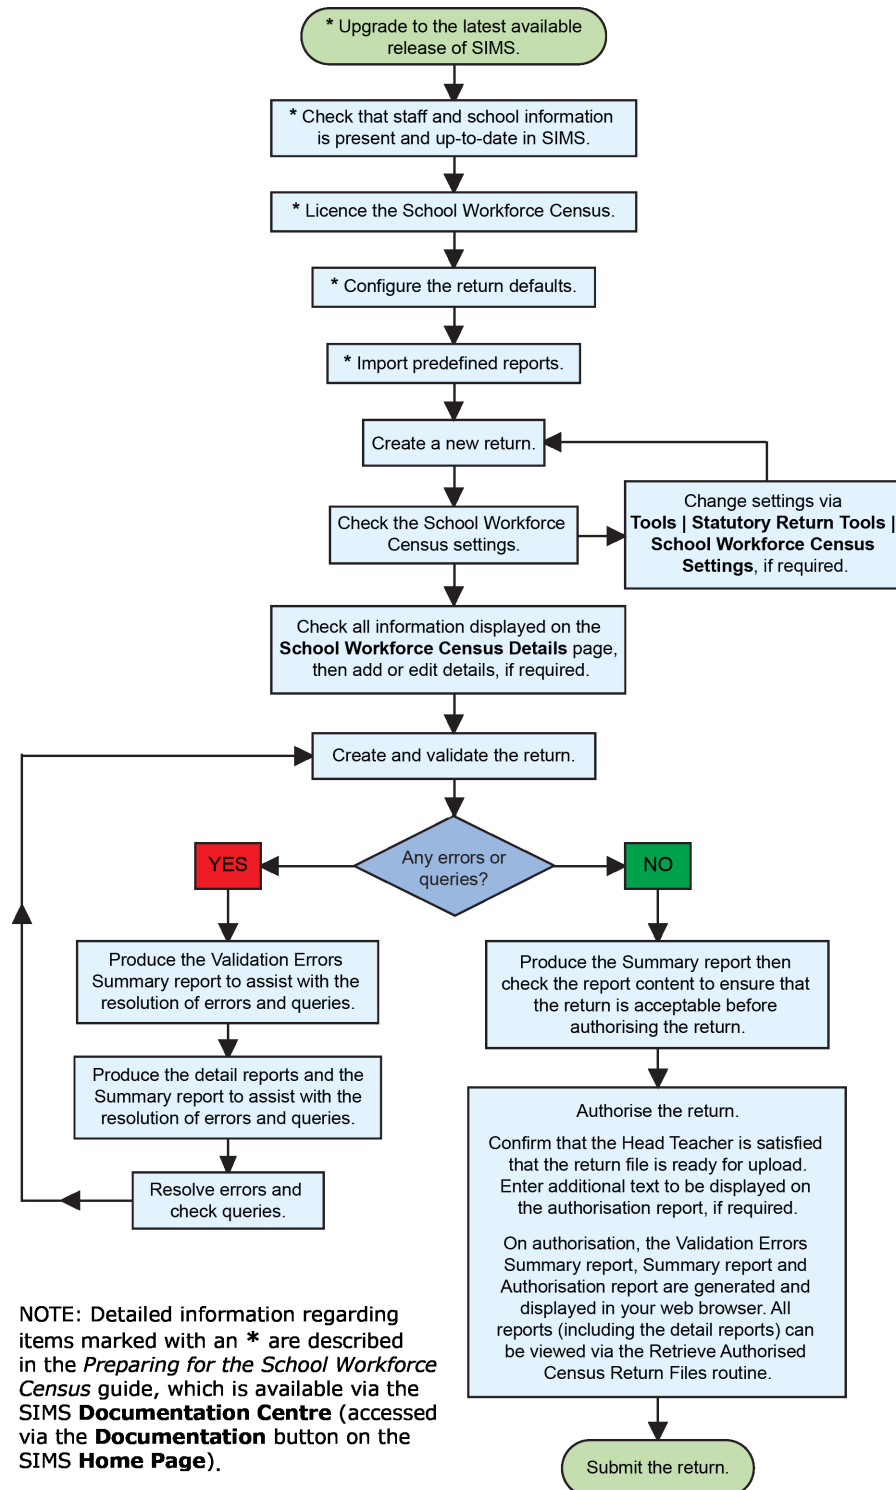 * Upgrade to the latest available
release of SIMS.
* Check that staff and school information
is present and up-to-date in SIMS.
* Licence the School Workforce Census.
* Configure the return defaults.
* Import predefined reports.
Create a new return.
Check the School Workforce
Census settings.
Change settings via
Tools | Statutory Return Tools |
School Workforce Census
Settings, if required.
Check all information displayed on the
School Workforce Census Details page,
then add or edit details, if required.
Create and validate the return.
Any errors or
queries?
YES
NO
Produce the Validation Errors
Summary report to assist with the
resolution of errors and queries.
Produce the detail reports and the
Summary report to assist with the
resolution of errors and queries.
Resolve errors and
check queries.
Produce the Summary report then
check the report content to ensure that
the return is acceptable before
authorising the return.
Authorise the return.
Confirm that the Head Teacher is satisfied
that the return file is ready for upload.
Enter additional text to be displayed on
the authorisation report, if required.
On authorisation, the Validation Errors
Summary report, Summary report and
Authorisation report are generated and
displayed in your web browser. All
reports (including the detail reports) can
be viewed via the Retrieve Authorised
Census Return Files routine.
Submit the return.
NOTE: Detailed information regarding
items marked with an * are described
in the Preparing for the School Workforce
Census guide, which is available via the
SIMS Documentation Centre (accessed
via the Documentation button on the
SIMS Home Page).